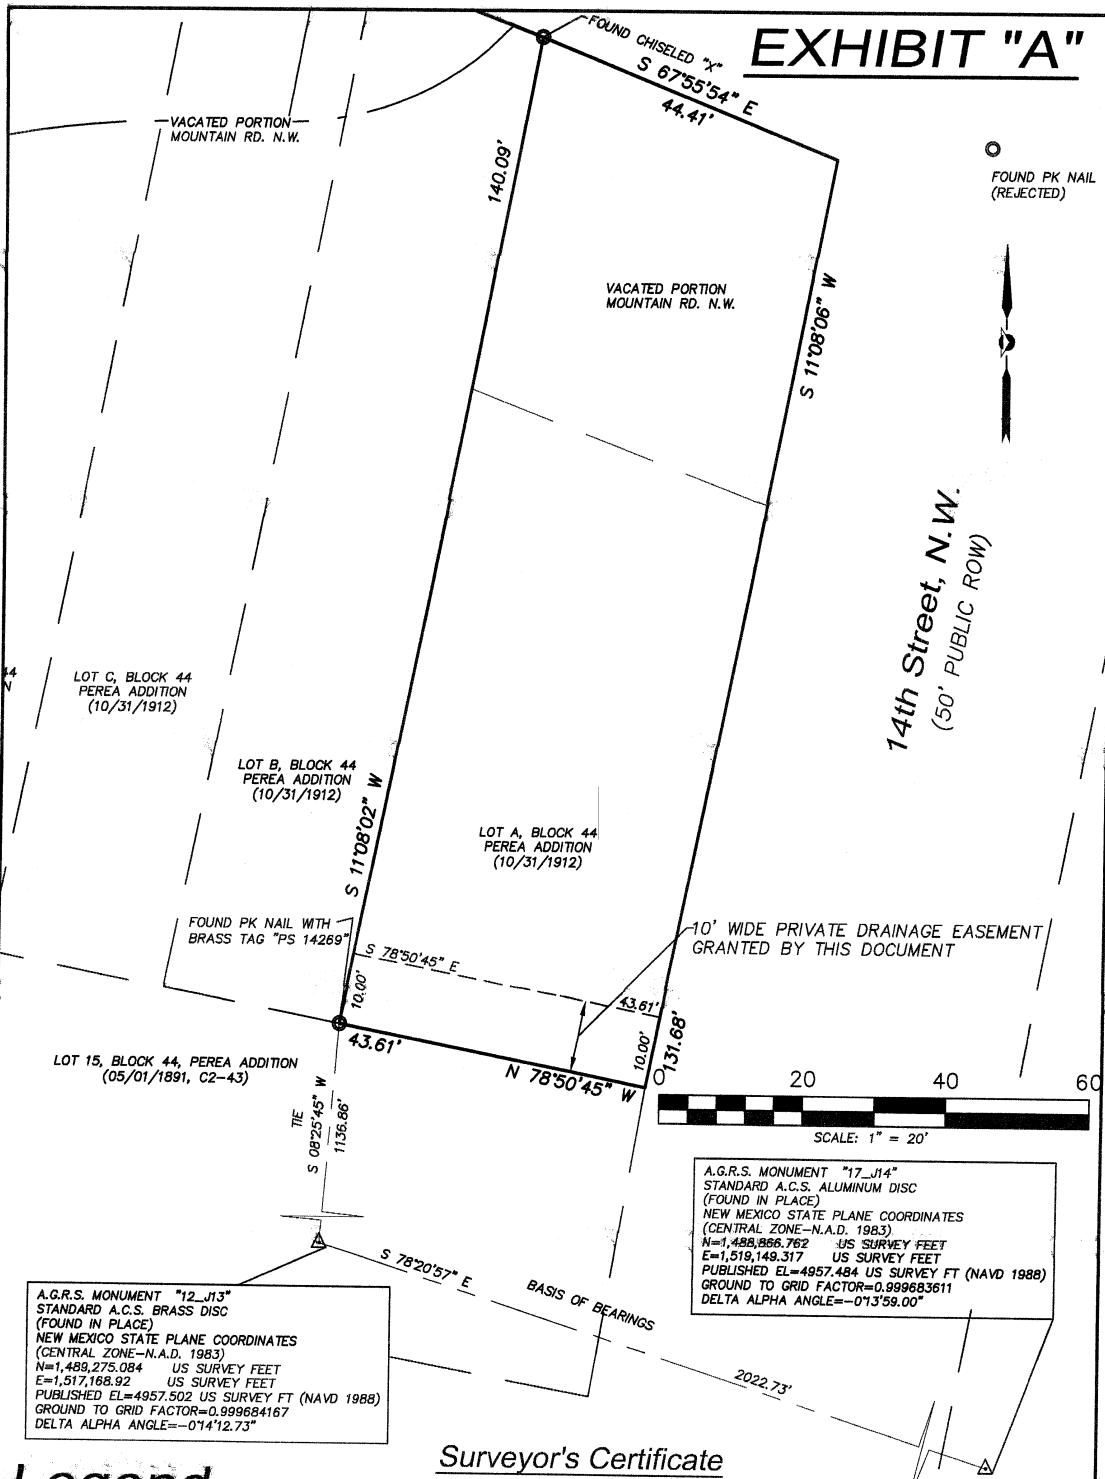 EXHIBIT "A"
FOUND CHISELED "X"
S 67°55'54" E
44.41'
VACATED PORTION
MOUNTAIN RD. N.W.
140.09'
FOUND PK NAIL
(REJECTED)
VACATED PORTION
MOUNTAIN RD. N.W.
S 11°08'06" W
14th Street, N.W.
(50' PUBLIC ROW)
44
N
LOT C, BLOCK 44
PEREA ADDITION
(10/31/1912)
LOT B, BLOCK 44
PEREA ADDITION
(10/31/1912)
S 11°08'02" W
LOT A, BLOCK 44
PEREA ADDITION
(10/31/1912)
FOUND PK NAIL WITH
BRASS TAG "PS 14269"
10' WIDE PRIVATE DRAINAGE EASEMENT
GRANTED BY THIS DOCUMENT
S 78°50'45" E
43.61'
10.00'
10.00'
131.68'
43.61'
N 78°50'45" W
LOT 15, BLOCK 44, PEREA ADDITION
(05/01/1891, C2-43)
TIE
S 08°25'45" W
1136.86'
0 20 40 60
SCALE: 1" = 20'
A.G.R.S. MONUMENT "17_J14"
STANDARD A.C.S. ALUMINUM DISC
(FOUND IN PLACE)
NEW MEXICO STATE PLANE COORDINATES
(CENTRAL ZONE-N.A.D. 1983)
N=1,488,866.762 US SURVEY FEET
E=1,519,149.317 US SURVEY FEET
PUBLISHED EL=4957.484 US SURVEY FT (NAVD 1988)
GROUND TO GRID FACTOR=0.999683611
DELTA ALPHA ANGLE=-0°13'59.00"
S 78°20'57" E
BASIS OF BEARINGS
2022.73'
A.G.R.S. MONUMENT "12_J13"
STANDARD A.C.S. BRASS DISC
(FOUND IN PLACE)
NEW MEXICO STATE PLANE COORDINATES
(CENTRAL ZONE-N.A.D. 1983)
N=1,489,275.084 US SURVEY FEET
E=1,517,168.92 US SURVEY FEET
PUBLISHED EL=4957.502 US SURVEY FT (NAVD 1988)
GROUND TO GRID FACTOR=0.999684167
DELTA ALPHA ANGLE=-0°14'12.73"
Surveyor's Certificate
Legend